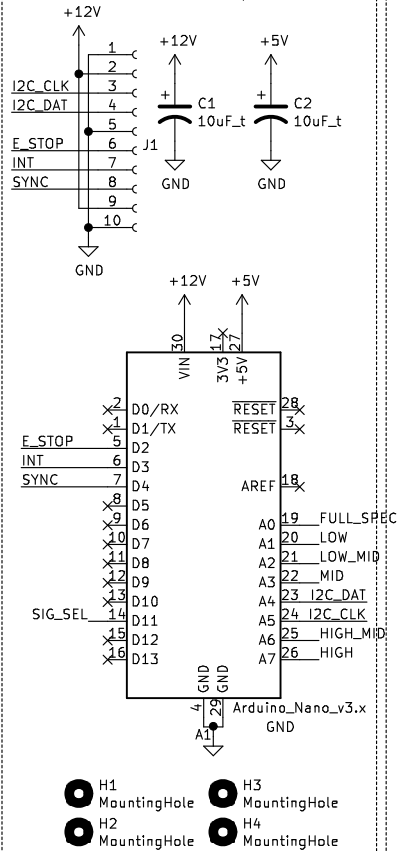 +12V
1
2
I2C_CLK 3
I2C_DAT 4
5
E_STOP 6
J1
INT 7
SYNC 8
9
10
GND
+12V
+
C1
10uF_t
GND
+5V
+
C2
10uF_t
GND
+12V
+5V
30
17
27
VIN
3V3
+5V
2 D0/RX
1 D1/TX
E_STOP 5 D2
INT 6 D3
SYNC 7 D4
8 D5
9 D6
10 D7
11 D8
12 D9
13 D10
SIG_SEL 14 D11
15 D12
16 D13
RESET 28
RESET 3
AREF 18
A0 19 FULL_SPEC
A1 20 LOW
A2 21 LOW_MID
A3 22 MID
A4 23 I2C_DAT
A5 24 I2C_CLK
A6 25 HIGH_MID
A7 26 HIGH
GND
GND
4
29
Arduino_Nano_v3.x
A1
GND
H1
MountingHole
H2
MountingHole
H3
MountingHole
H4
MountingHole